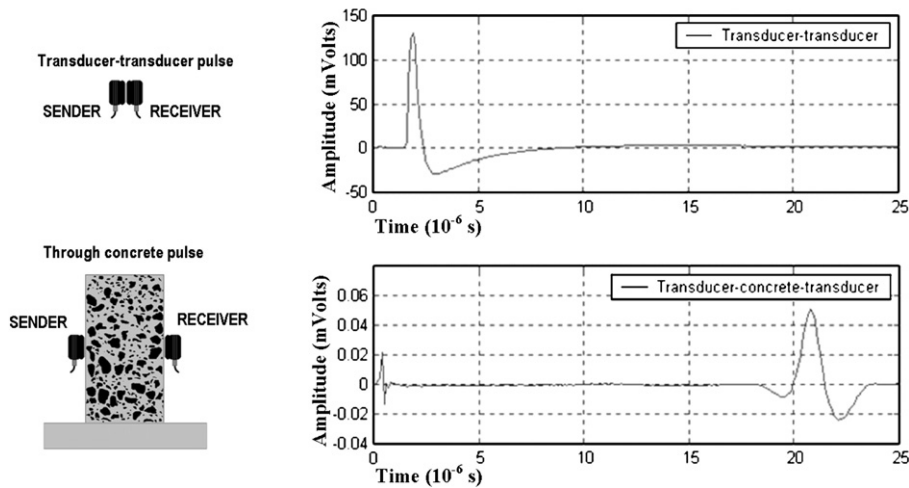 Transducer-transducer pulse
SENDER RECEIVER
Through concrete pulse
SENDER RECEIVER
150
100
50
0
-50
Amplitude (mVolts)
Transducer-transducer
0 5 10 15 20 25
Time (10⁻⁶ s)
0.06
0.04
0.02
0
-0.02
-0.04
Amplitude (mVolts)
Transducer-concrete-transducer
0 5 10 15 20 25
Time (10⁻⁶ s)